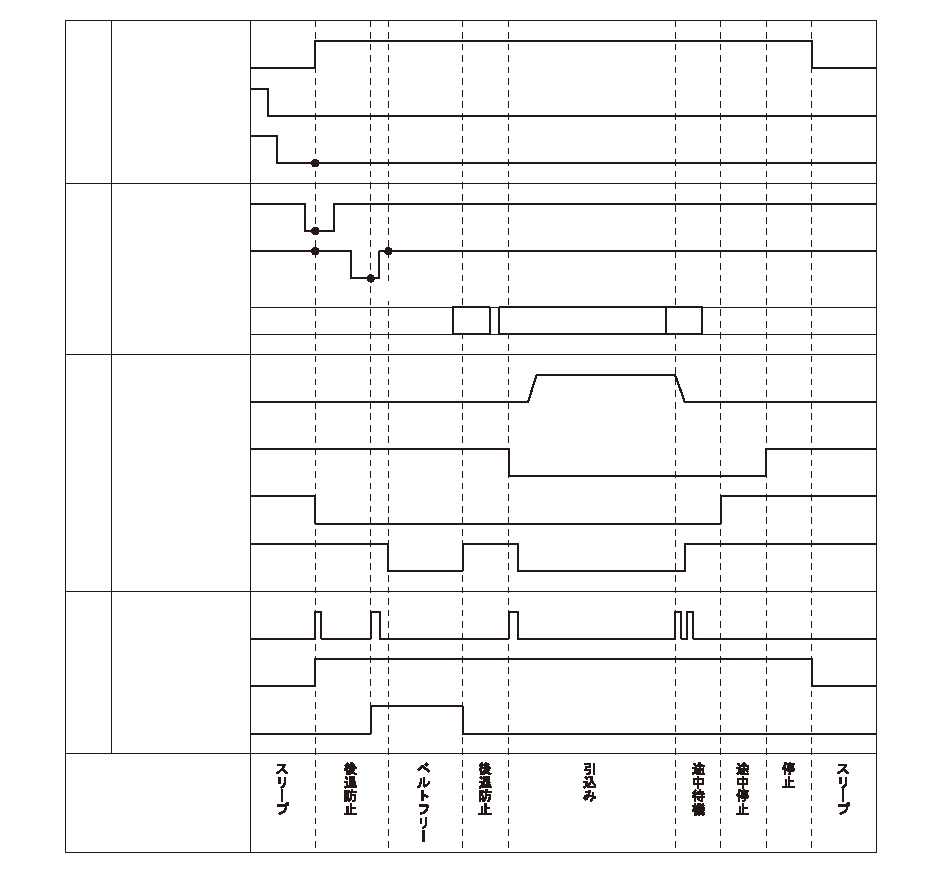 スリープ
後退防止
ベルトフリー
後退防止
引込み
途中待機
途中停止
停止
スリープ